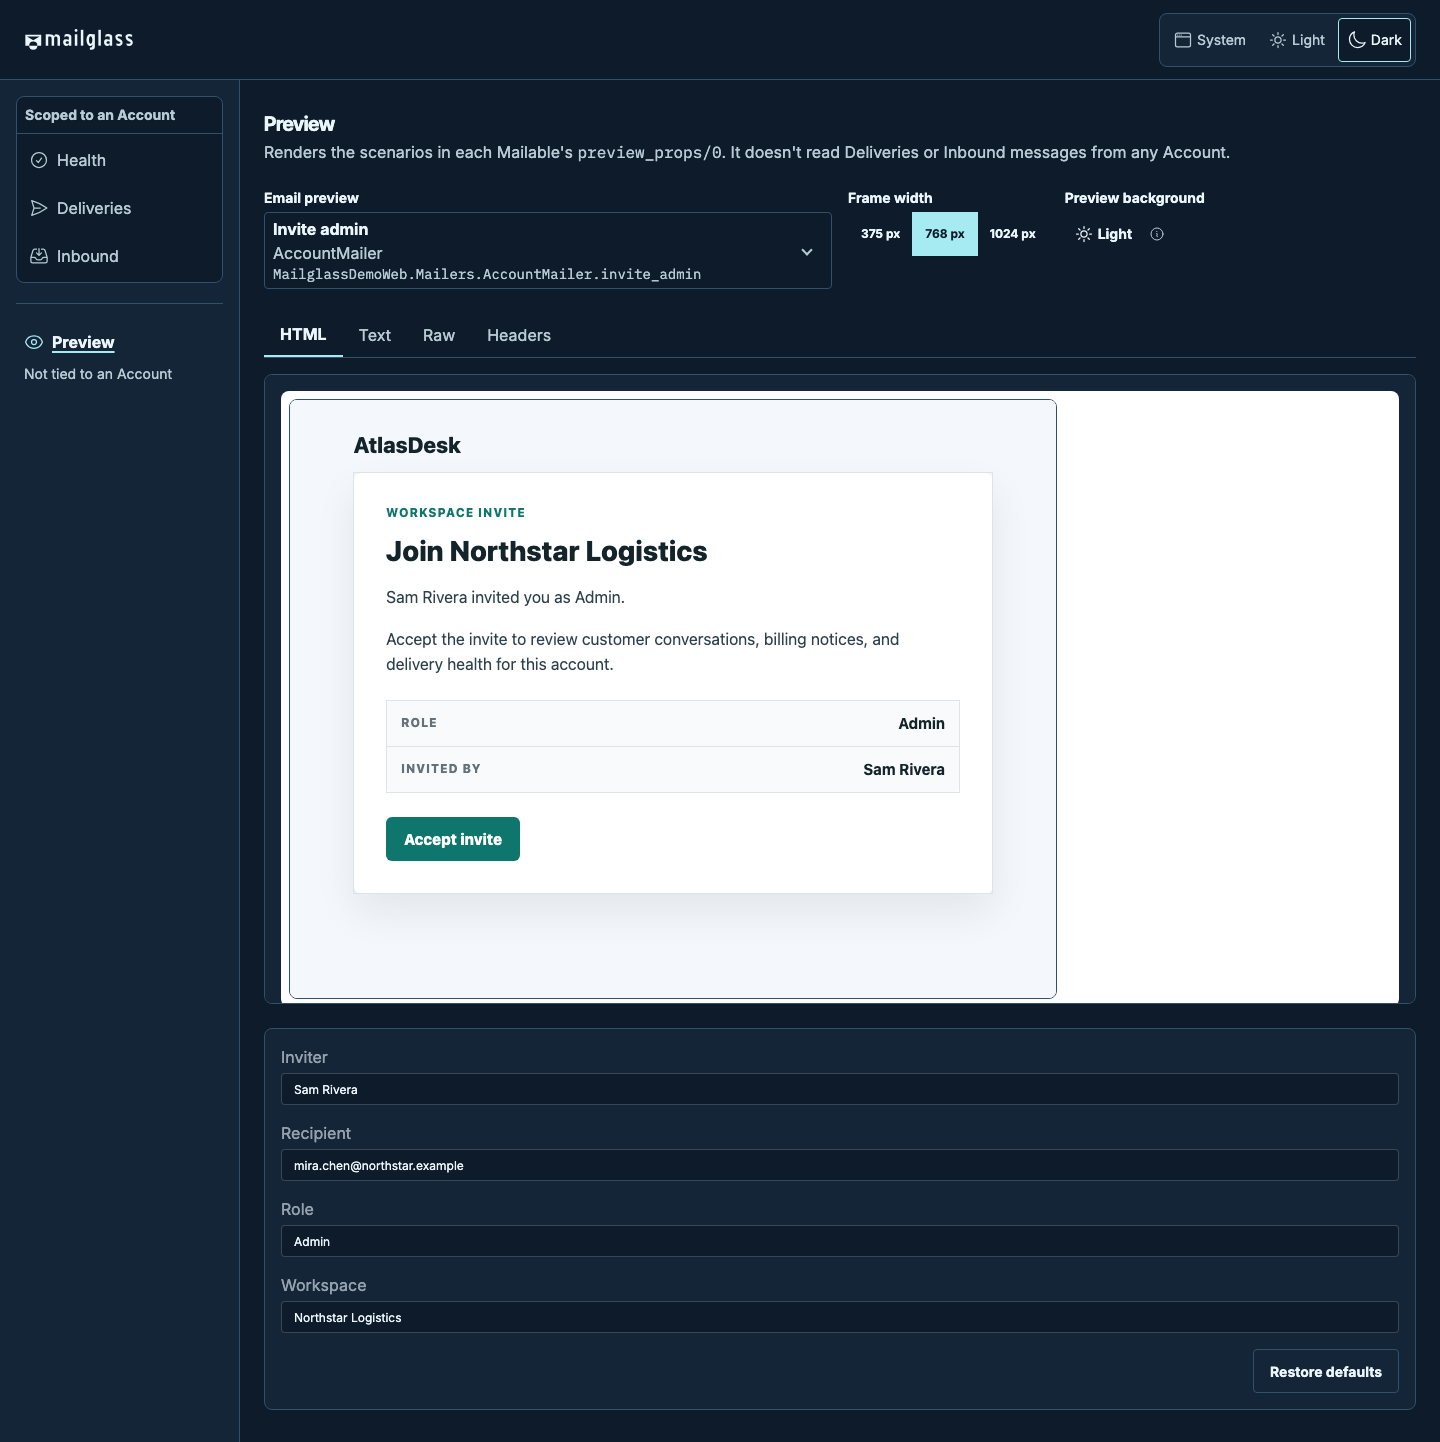 mailglass
System
Light
Dark
Scoped to an Account
Health
Deliveries
Inbound
Preview
Not tied to an Account
Preview
Renders the scenarios in each Mailable's preview_props/0. It doesn't read Deliveries or Inbound messages from any Account.
Email preview
Invite admin
AccountMailer
MailglassDemoWeb.Mailers.AccountMailer.invite_admin
Frame width
375 px
768 px
1024 px
Preview background
Light
HTML
Text
Raw
Headers
AtlasDesk
WORKSPACE INVITE
Join Northstar Logistics
Sam Rivera invited you as Admin.
Accept the invite to review customer conversations, billing notices, and
delivery health for this account.
ROLE
Admin
INVITED BY
Sam Rivera
Accept invite
Inviter
Sam Rivera
Recipient
mira.chen@northstar.example
Role
Admin
Workspace
Northstar Logistics
Restore defaults